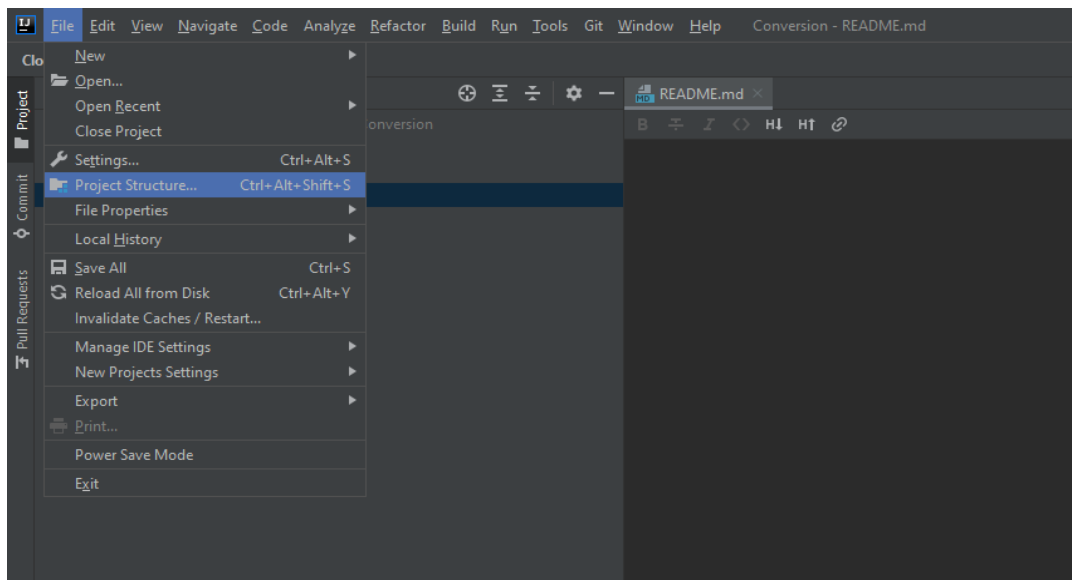 IJ File Edit View Navigate Code Analyze Refactor Build Run Tools Git Window Help Conversion - README.md
Clo
New
Open...
Open Recent
Close Project
Settings... Ctrl+Alt+S
Project Structure... Ctrl+Alt+Shift+S
File Properties
Local History
Save All Ctrl+S
Reload All from Disk Ctrl+Alt+Y
Invalidate Caches / Restart...
Manage IDE Settings
New Projects Settings
Export
Print...
Power Save Mode
Exit
Project
Commit
Pull Requests
onversion
MD README.md
B I <> H↓ H↑